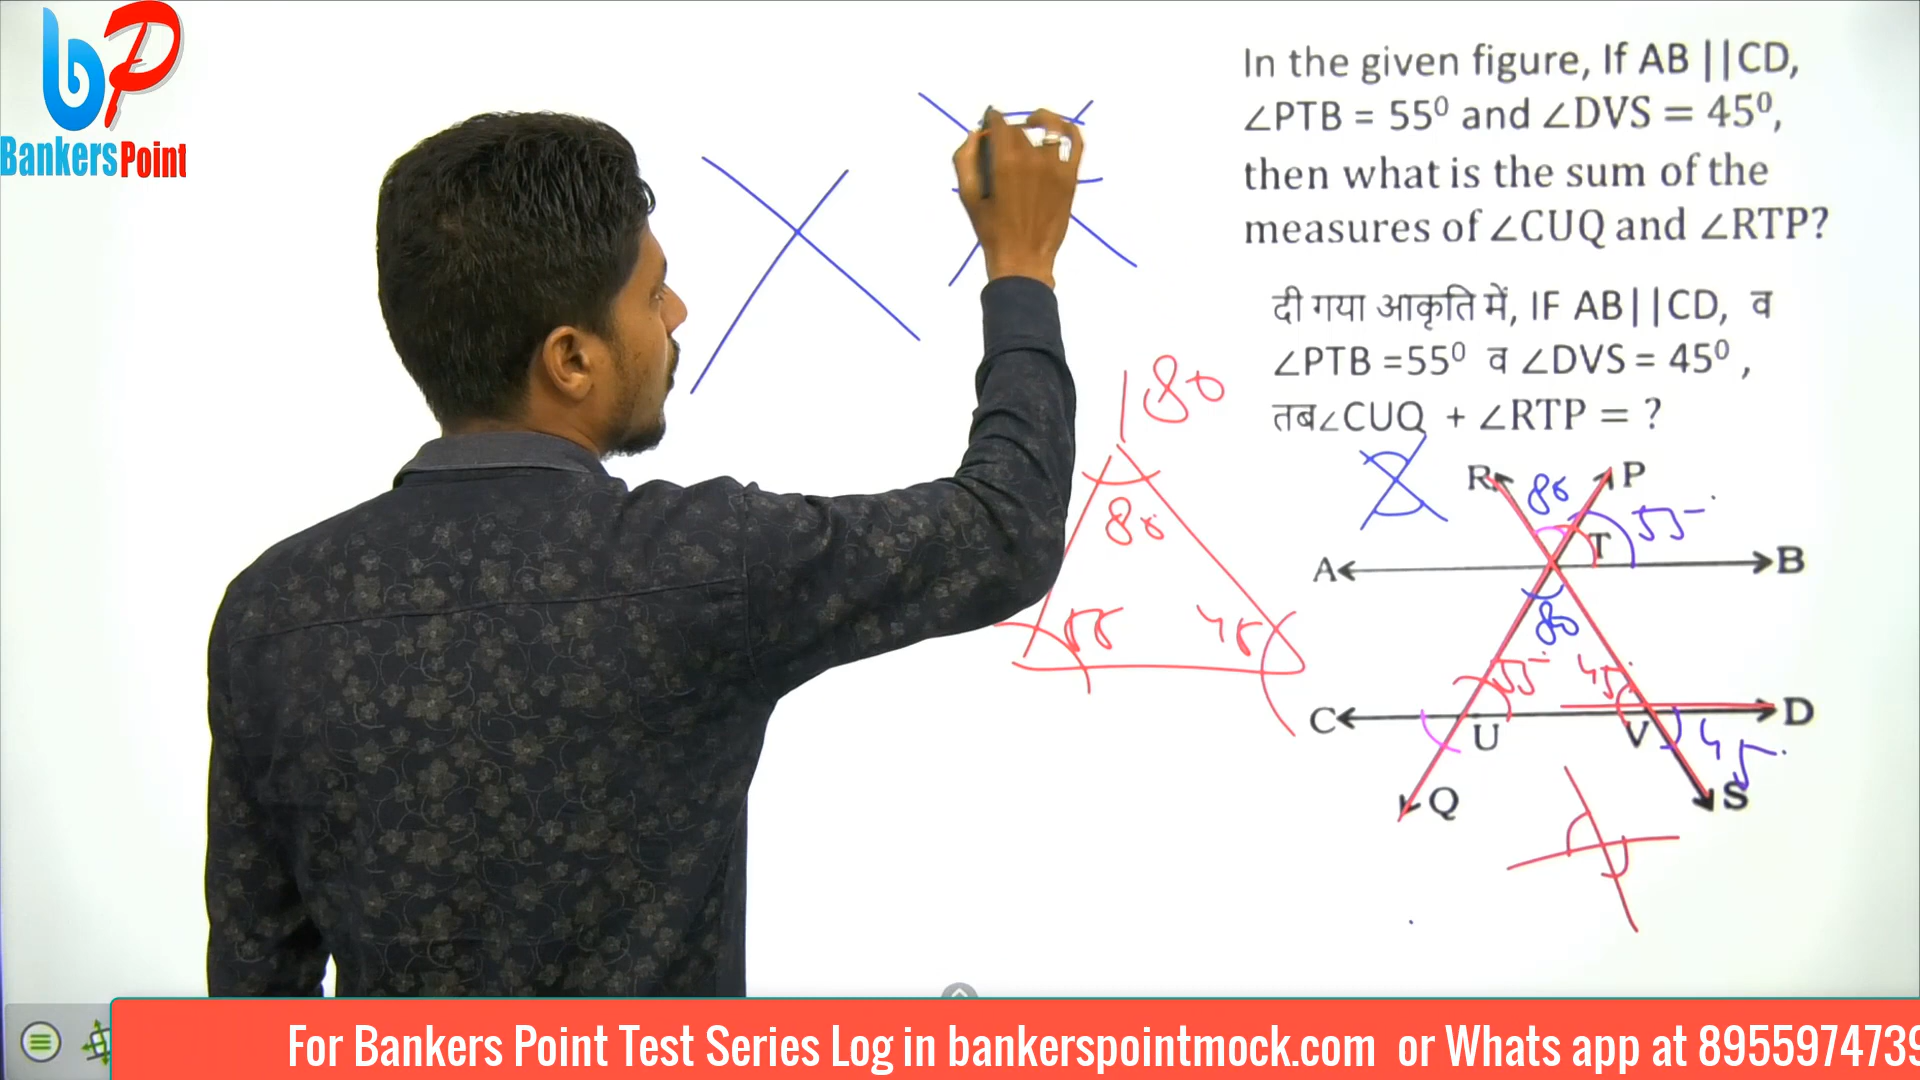 BankersPoint
In the given figure, If AB ||CD,
∠PTB = 55⁰ and ∠DVS = 45⁰,
then what is the sum of the
measures of ∠CUQ and ∠RTP?
दी गया आकृति में, IF AB||CD, व
∠PTB =55⁰ व ∠DVS = 45⁰ ,
तब∠CUQ + ∠RTP = ?
180
80
55
45
R
80
P
55
T
A
B
80
55
45
C
U
V
D
45
Q
S
For Bankers Point Test Series Log in bankerspointmock.com or Whats app at 8955974739